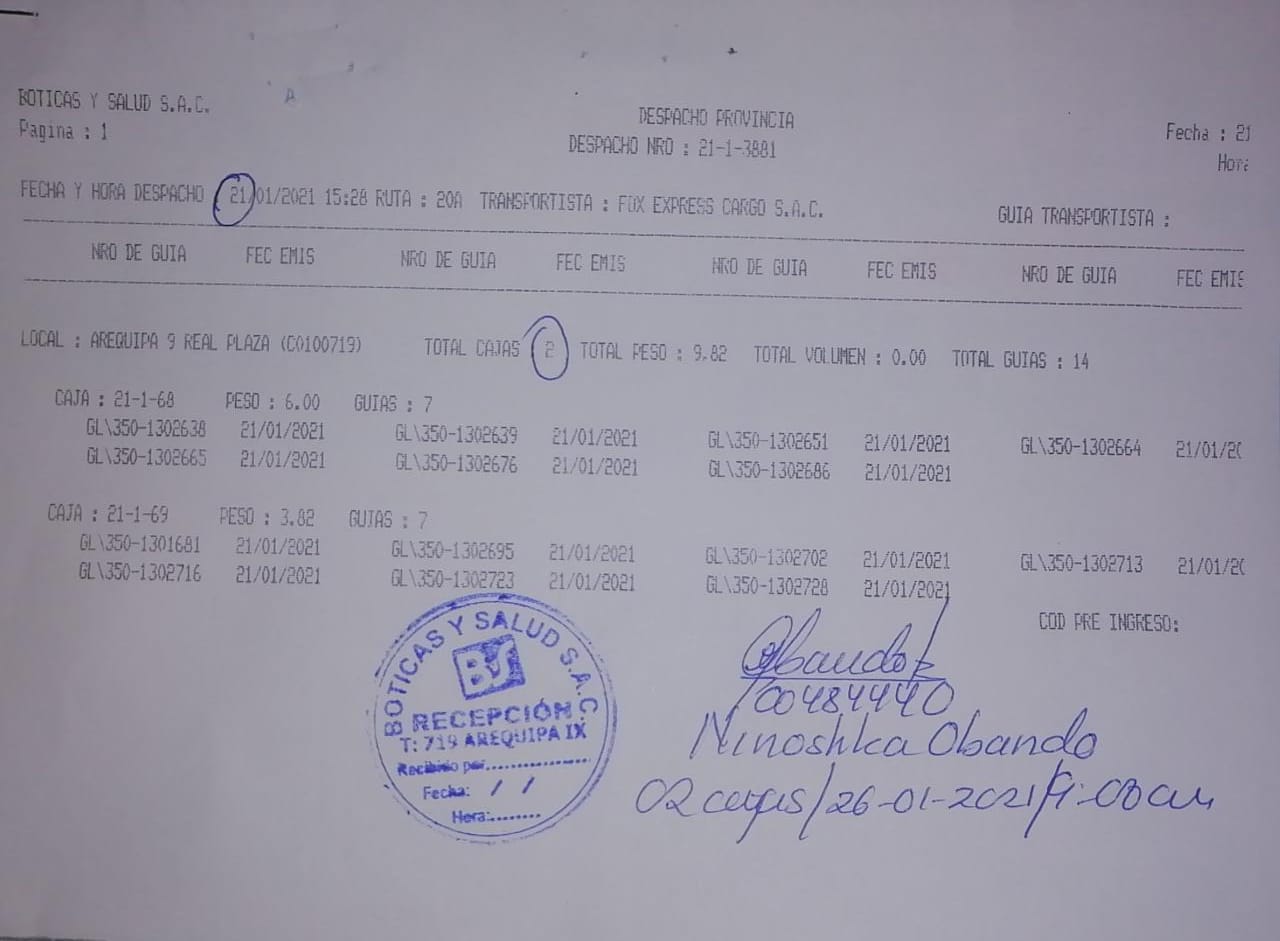 BOTICAS Y SALUD S.A.C.
Pagina : 1
DESPACHO PROVINCIA
DESPACHO NRO : 21-1-3881
Fecha : 21
Hora
FECHA Y HORA DESPACHO 21/01/2021 15:28 RUTA : 20A TRANSPORTISTA : FOX EXPRESS CARGO S.A.C. GUIA TRANSPORTISTA :
NRO DE GUIA FEC EMIS NRO DE GUIA FEC EMIS NRO DE GUIA FEC EMIS NRO DE GUIA FEC EMIS
LOCAL : AREQUIPA 9 REAL PLAZA (C0100719) TOTAL CAJAS 2 TOTAL PESO : 9.82 TOTAL VOLUMEN : 0.00 TOTAL GUIAS : 14
CAJA : 21-1-68 PESO : 6.00 GUIAS : 7
GL\350-1302638 21/01/2021 GL\350-1302639 21/01/2021 GL\350-1302651 21/01/2021 GL\350-1302664 21/01/20
GL\350-1302665 21/01/2021 GL\350-1302676 21/01/2021 GL\350-1302686 21/01/2021
CAJA : 21-1-69 PESO : 3.82 GUIAS : 7
GL\350-1301681 21/01/2021 GL\350-1302695 21/01/2021 GL\350-1302702 21/01/2021 GL\350-1302713 21/01/20
GL\350-1302716 21/01/2021 GL\350-1302723 21/01/2021 GL\350-1302728 21/01/2021
COD PRE INGRESO:
BOTICAS Y SALUD S.A.C.
BS
RECEPCIÓN
T: 719 AREQUIPA IX
Recibido por:
Fecha: / /
Hora:
Obando
00484440
Ninoshka Obando
02 cajas/26-01-2021/9:08am